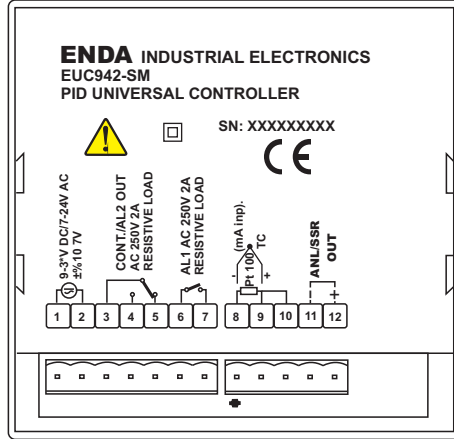 ENDA INDUSTRIAL ELECTRONICS
EUC942-SM
PID UNIVERSAL CONTROLLER
SN: XXXXXXXXX
CE
9-3*V DC/7-24V AC
±%10 7V
CONT./AL2 OUT
AC 250V 2A
RESISTIVE LOAD
AL1 AC 250V 2A
RESISTIVE LOAD
Pt 100
(mA inp).
TC
- +
ANL/SSR
OUT
- +
1 2 3 4 5 6 7 8 9 10 11 12